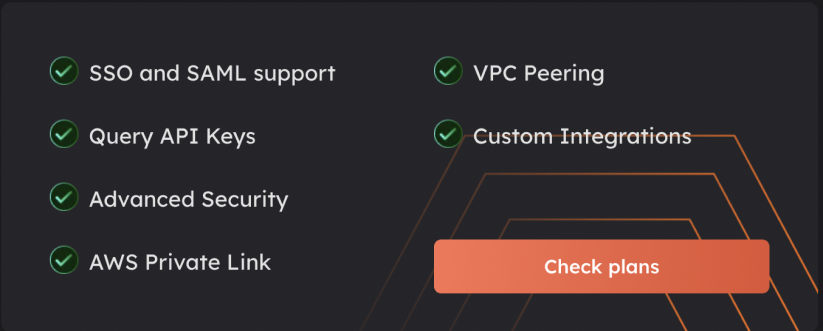 SSO and SAML support
Query API Keys
Advanced Security
AWS Private Link
VPC Peering
Custom Integrations
Check plans